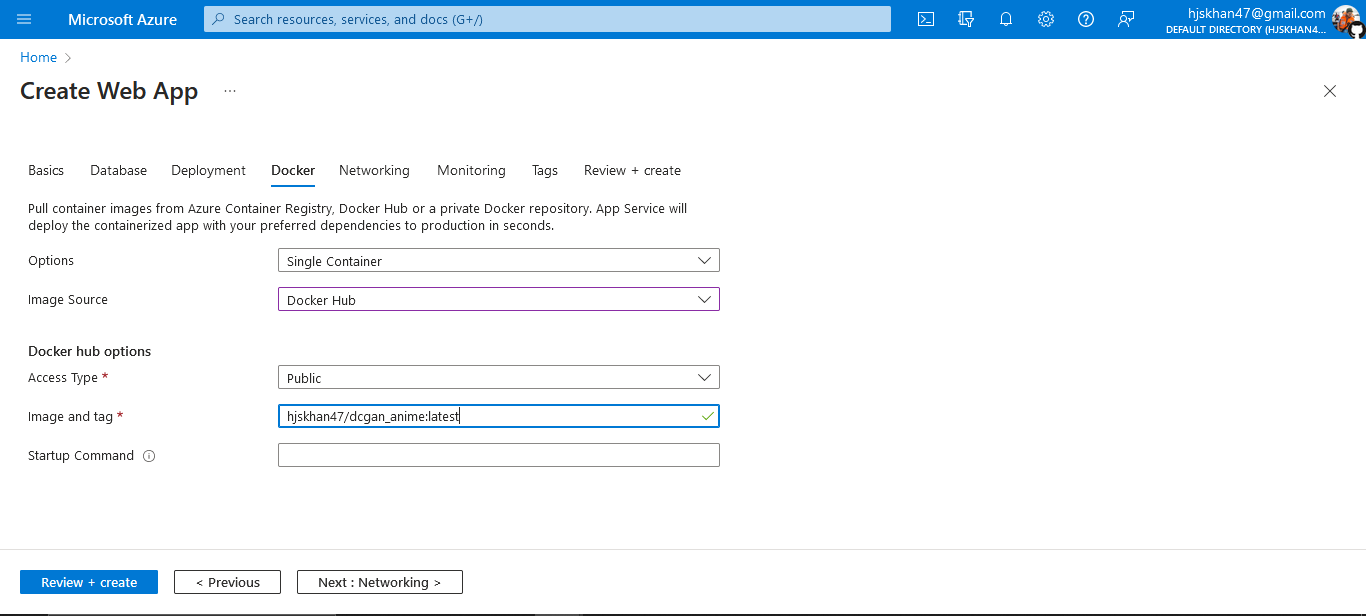 Microsoft Azure
Search resources, services, and docs (G+/)
hjskhan47@gmail.com
DEFAULT DIRECTORY (HJSKHAN4...
Home
Create Web App
...
Basics Database Deployment Docker Networking Monitoring Tags Review + create
Pull container images from Azure Container Registry, Docker Hub or a private Docker repository. App Service will
deploy the containerized app with your preferred dependencies to production in seconds.
Options Single Container
Image Source Docker Hub
Docker hub options
Access Type * Public
Image and tag * hjskhan47/dcgan_anime:latest
Startup Command
Review + create < Previous Next : Networking >